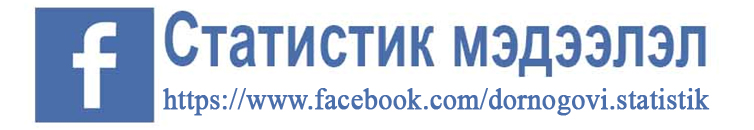 Статистик мэдээлэл
https://www.facebook.com/dornogovi.statistik